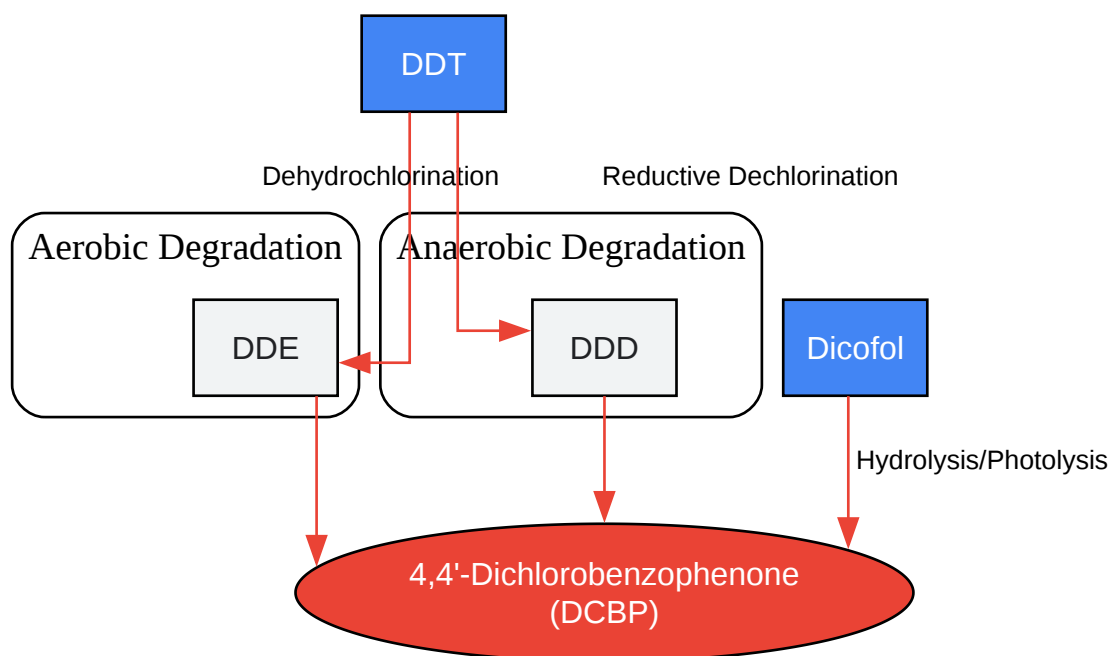 DDT
Dehydrochlorination
Reductive Dechlorination
Aerobic Degradation
Anaerobic Degradation
DDE
DDD
Dicofol
Hydrolysis/Photolysis
4,4'-Dichlorobenzophenone
(DCBP)